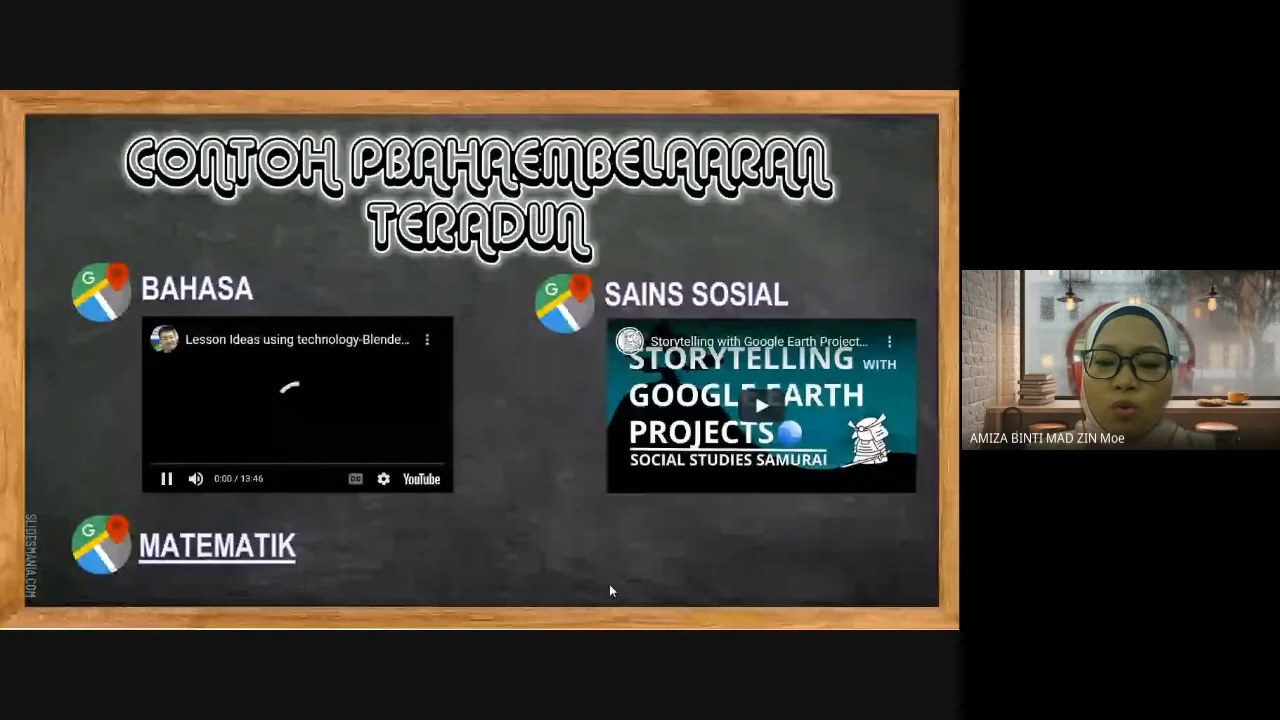 CONTOH PBAHAEMBELAARAN
TERADUN
G
BAHASA
G
SAINS SOSIAL
Lesson Ideas using technology-Blende...
0:00 / 13:46
CC
YouTube
Storytelling with Google Earth Project...
STORYTELLING WITH
GOOGLE EARTH
PROJECTS
SOCIAL STUDIES SAMURAI
G
MATEMATIK
SLIDESMANIA.COM
AMIZA BINTI MAD ZIN Moe